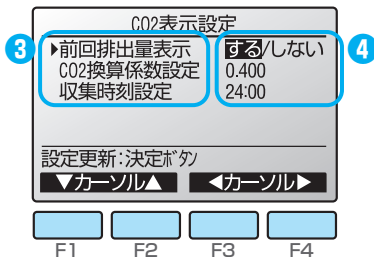 CO2表示設定
3 ▶前回排出量表示 する/しない 4
CO2換算係数設定 0.400
収集時刻設定 24:00
設定更新:決定ボタン
▼カーソル▲ ◀カーソル▶
F1 F2 F3 F4